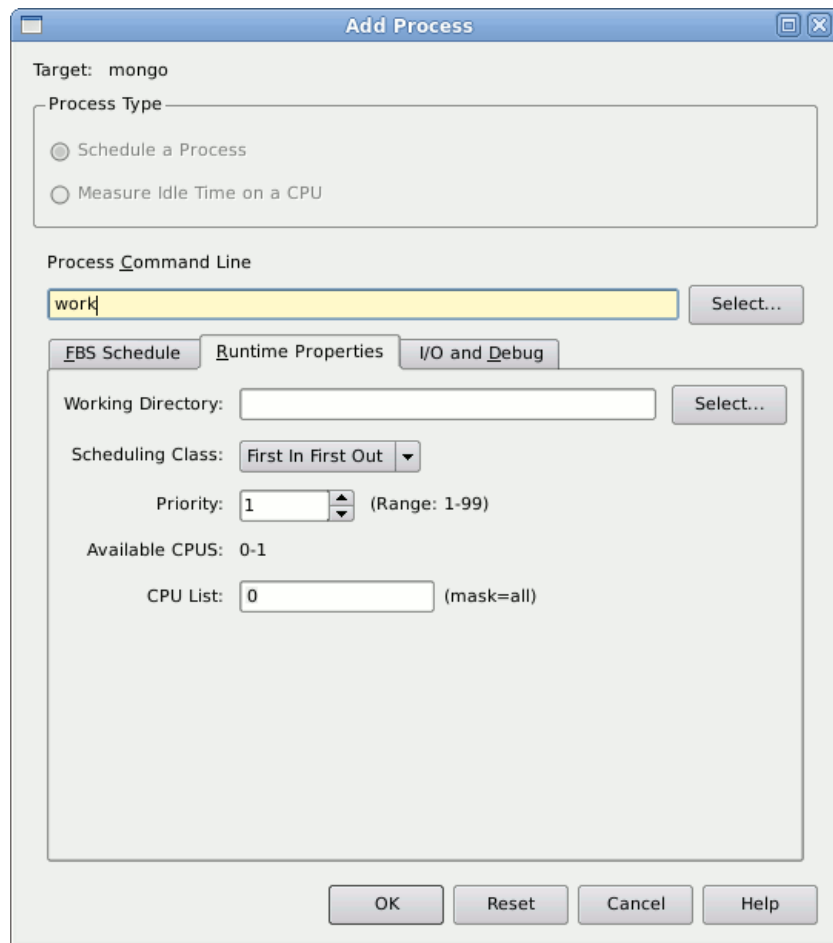 Add Process
Target: mongo
Process Type
Schedule a Process
Measure Idle Time on a CPU
Process Command Line
work Select...
FBS Schedule Runtime Properties I/O and Debug
Working Directory: Select...
Scheduling Class: First In First Out
Priority: 1 (Range: 1-99)
Available CPUS: 0-1
CPU List: 0 (mask=all)
OK Reset Cancel Help